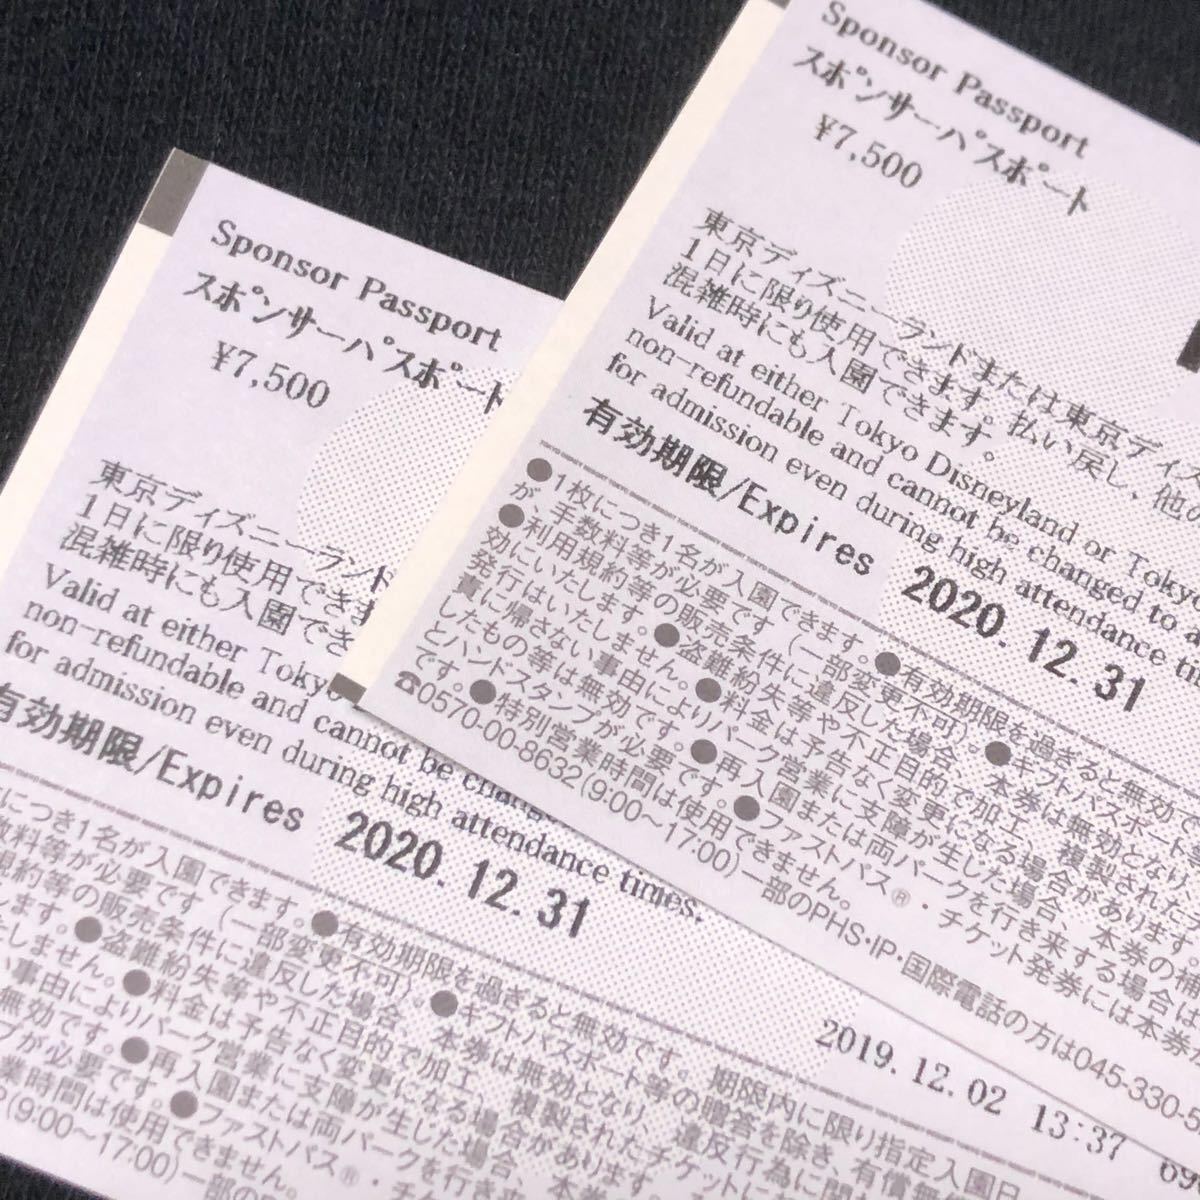 Sponsor Passport
スポンサーパスポート
¥7,500
東京ディズニーランドまたは東京ディズ
1日に限り使用できます。払い戻し、他の
混雑時にも入園できます。
Valid at either Tokyo Disneyland or Tokyo
non-refundable and cannot be changed to a
for admission even during high attendance ti
有効期限/Expires 2020.12.31
●1枚につき1名が入園できます。●有効期限を過ぎると無効で
が、手数料等が必要です(一部変更不可)。●ギフトパスポート等
●利用規約等の販売条件に違反した場合、本券は無効となり、
効にいたします。●盗難紛失等や不正目的で加工、複製されたチ
発行はいたしません。●料金は予告なく変更になる場合があります
責に帰さない事由によりパーク営業に支障が生じた場合、本券の補
したもの等は無効です。●再入園または両パークを行き来する場合は
とハンドスタンプが必要です。●ファストパス®・チケット発券には本券が
です。●特別営業時間は使用できません。
☎0570-00-8632(9:00~17:00)一部のPHS・IP・国際電話の方は045-330-5
Sponsor Passport
スポンサーパスポート
¥7,500
東京ディズニーランド
1日に限り使用できま
混雑時にも入園でき
Valid at either Tokyo
non-refundable and cannot be chang
for admission even during high attendance times.
有効期限/Expires 2020.12.31
につき1名が入園できます。●有効期限を過ぎると無効です。期限内に限り指定入園日
数料等が必要です(一部変更不可)。●ギフトパスポート等の贈答を除き、有償
規約等の販売条件に違反した場合、本券は無効となり、違反行為に関
します。●盗難紛失等や不正目的で加工、複製されたチケットに
たしません。●料金は予告なく変更になる場合があります。
い事由によりパーク営業に支障が生じた場合、
無効です。●再入園または両パークを行き来
プが必要です。●ファストパス®・チケ
業時間は使用できません。
(9:00~17:00)一部の
2019.12.02 13:37 69